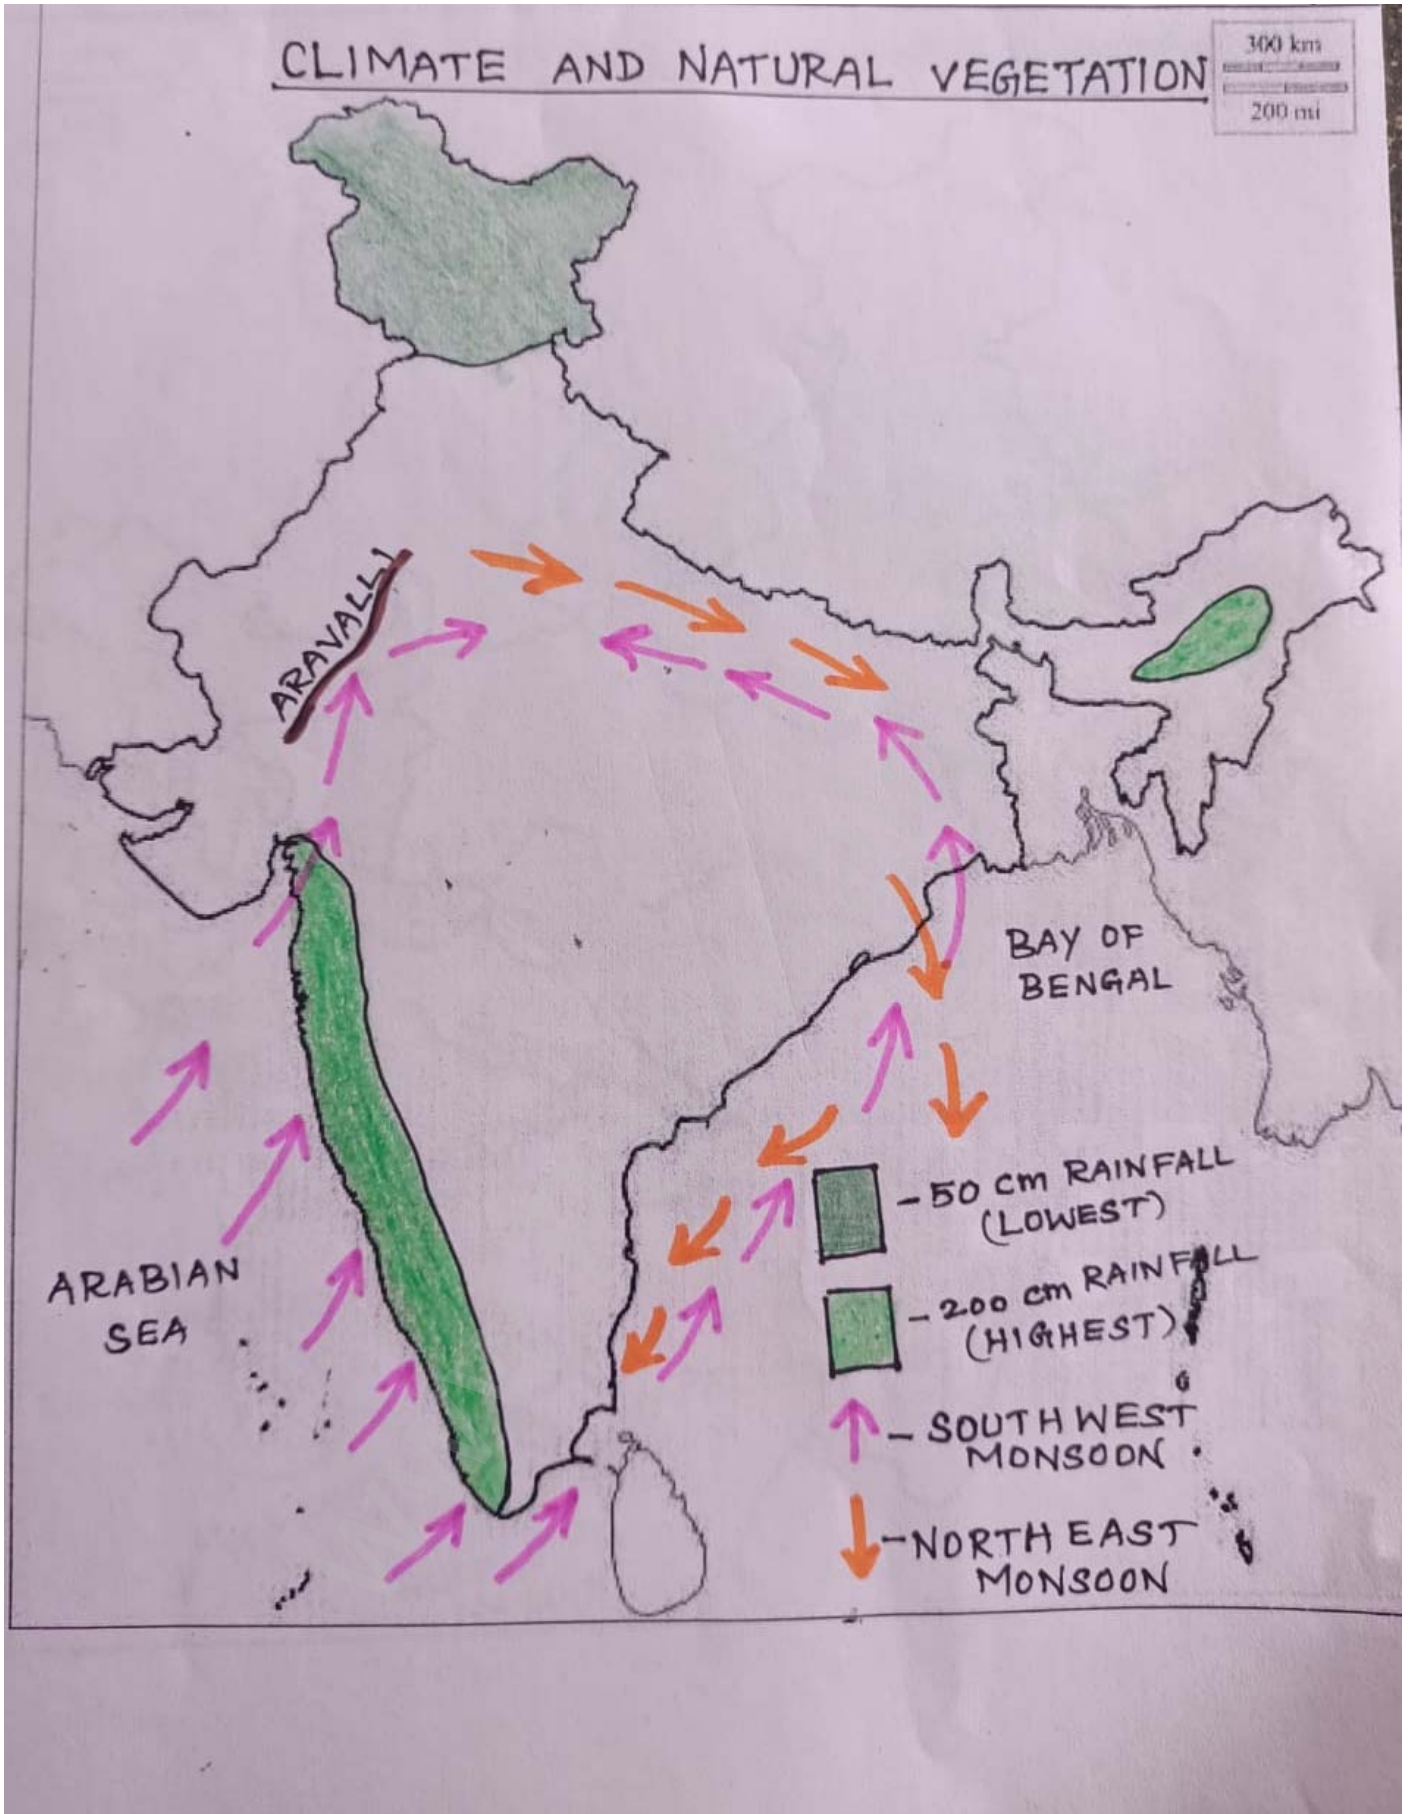 CLIMATE AND NATURAL VEGETATION
300 km
200 mi
ARAVALLI
BAY OF
BENGAL
ARABIAN
SEA
- 50 cm RAINFALL
(LOWEST)
- 200 cm RAINFALL
(HIGHEST)
- SOUTH WEST
MONSOON
- NORTH EAST
MONSOON